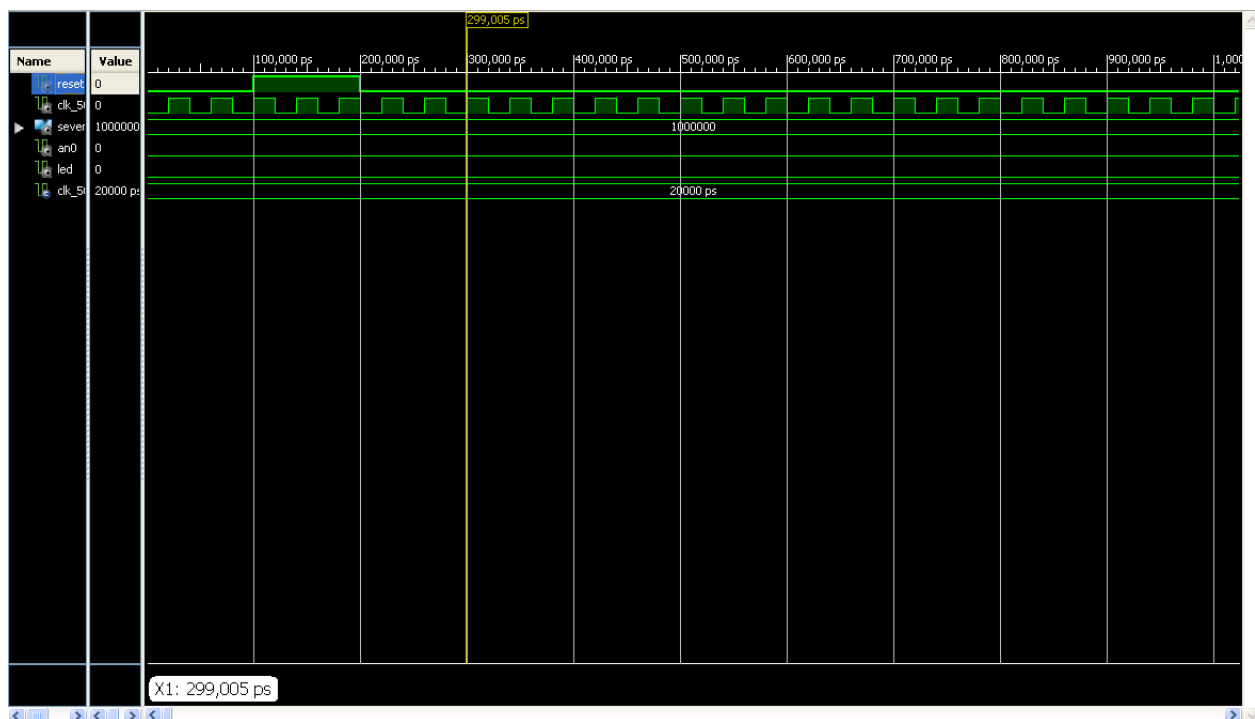 299,005 ps
Name Value
100,000 ps 200,000 ps 300,000 ps 400,000 ps 500,000 ps 600,000 ps 700,000 ps 800,000 ps 900,000 ps 1,000
reset 0
clk_5 0
sever 1000000 1000000
an0 0
led 0
clk_5 20000 ps 20000 ps
X1: 299,005 ps